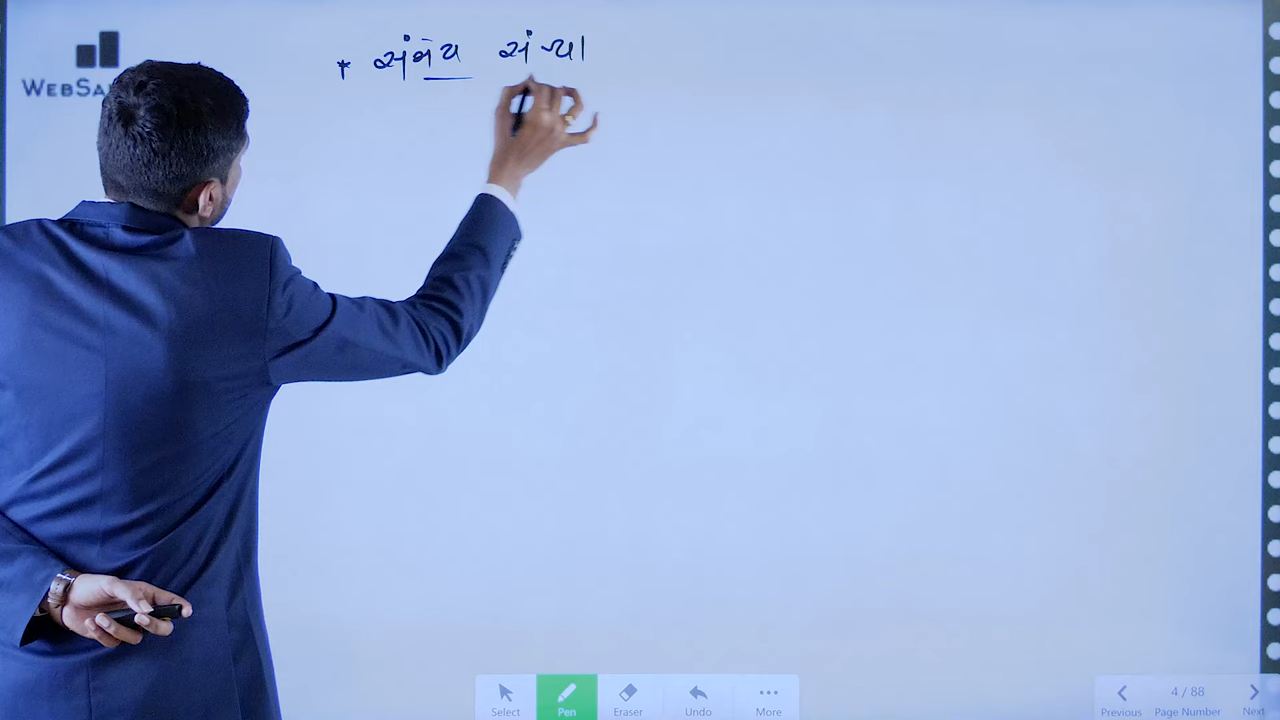 * સંમેય સંખ્યા
WEBSA
Select Pen Eraser Undo More
4 / 88
Previous Page Number Next